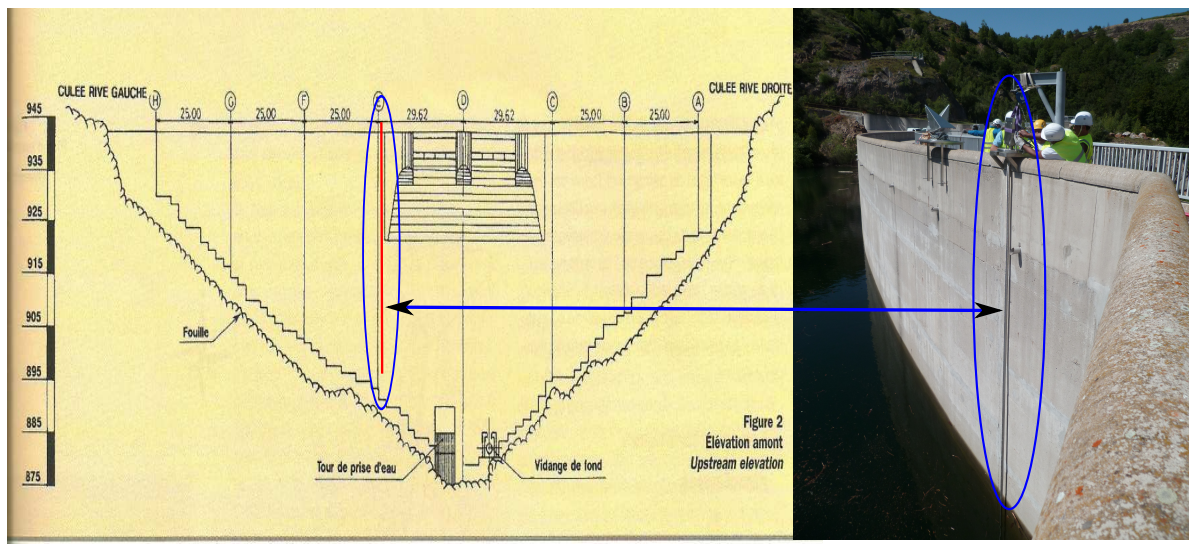 CULEE RIVE GAUCHE
CULEE RIVE DROITE
H G F E D C B A
25,00 25,00 25,00 29,62 29,62 25,00 25,00
945
935
925
915
905
895
885
875
Fouille
Tour de prise d'eau
Vidange de fond
Figure 2
Élévation amont
Upstream elevation